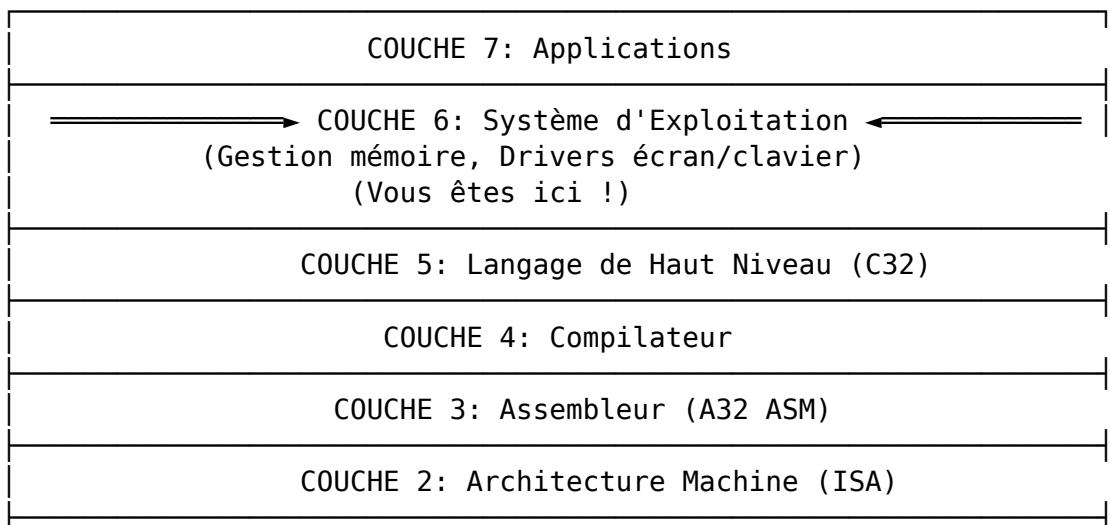 COUCHE 7: Applications
COUCHE 6: Système d'Exploitation
(Gestion mémoire, Drivers écran/clavier)
(Vous êtes ici !)
COUCHE 5: Langage de Haut Niveau (C32)
COUCHE 4: Compilateur
COUCHE 3: Assembleur (A32 ASM)
COUCHE 2: Architecture Machine (ISA)